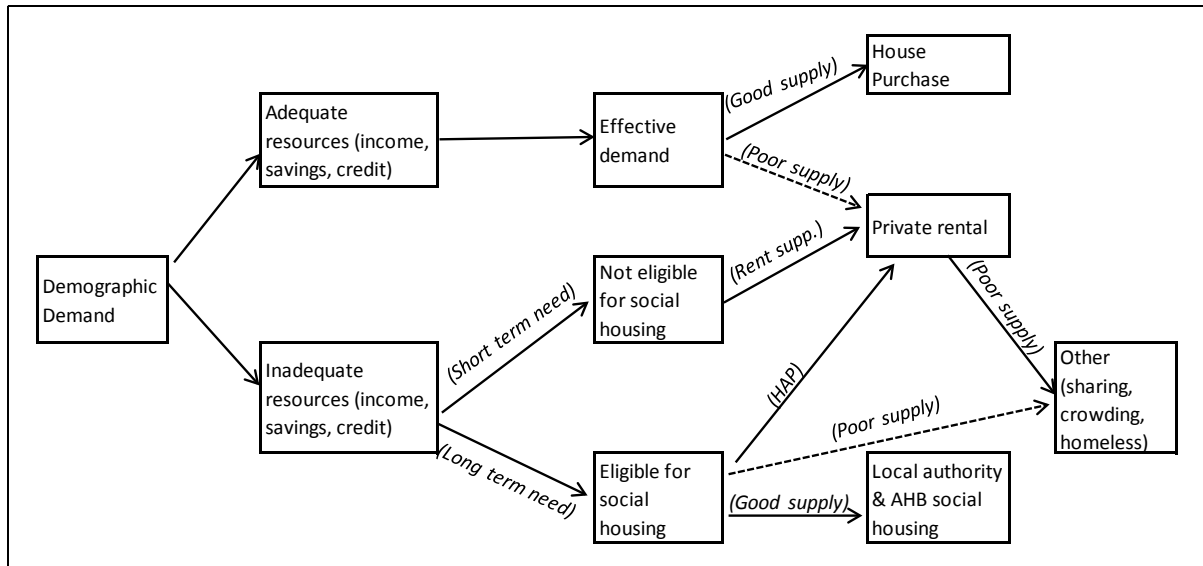 House
Purchase
(Good supply)
Adequate
resources (income,
savings, credit)
Effective
demand
(Poor supply)
Private rental
(Rent supp.)
Demographic
Demand
Not eligible
for social
housing
(Short term need)
(Poor supply)
Inadequate
resources (income,
savings, credit)
(HAP)
Other
(sharing,
crowding,
homeless)
(Poor supply)
(Long term need)
Eligible for
social
housing
(Good supply)
Local authority
& AHB social
housing